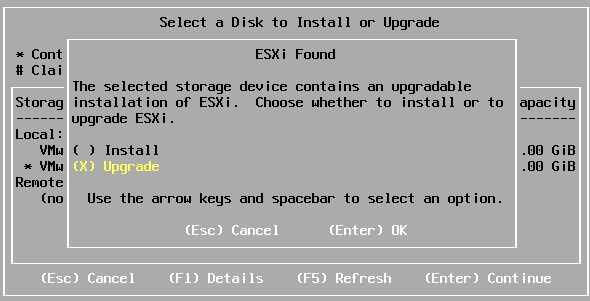 Select a Disk to Install or Upgrade
* Cont
# Clai
ESXi Found
The selected storage device contains an upgradable
installation of ESXi. Choose whether to install or to
upgrade ESXi.
Storag
apacity
------
-------
Local:
VMw
( ) Install
.00 GiB
* VMw
(X) Upgrade
.00 GiB
Remote
(no
Use the arrow keys and spacebar to select an option.
(Esc) Cancel (Enter) OK
(Esc) Cancel (F1) Details (F5) Refresh (Enter) Continue